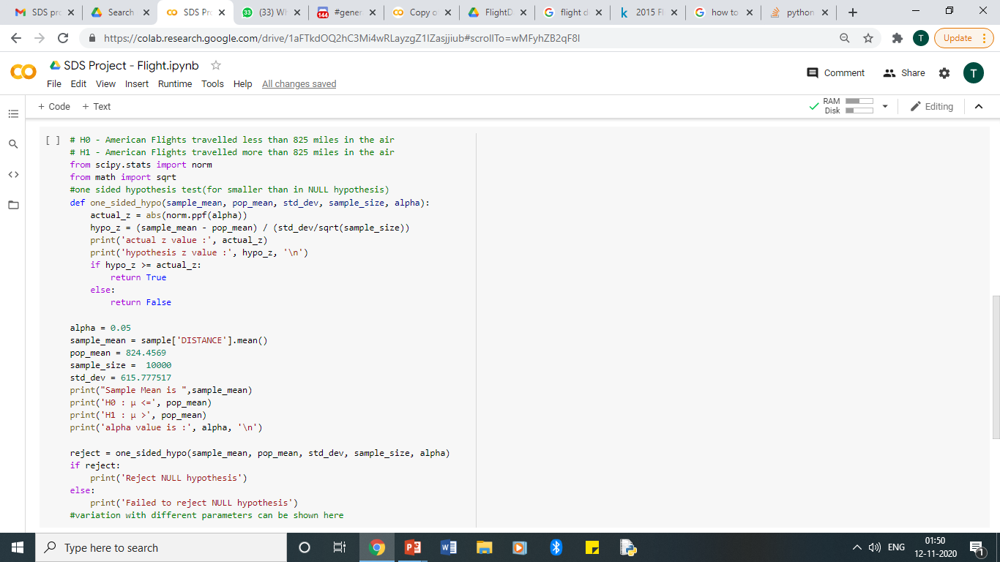 SDS pro
Search
SDS Pr
(33) W
#gener
Copy o
FlightD
flight d
2015 Fl
how to
python
https://colab.research.google.com/drive/1aFTkdOQ2hC3Mi4wRLayzgZ1IZasjjiub#scrollTo=wMFyhZB2qF8I
T
Update
SDS Project - Flight.ipynb
File Edit View Insert Runtime Tools Help All changes saved
Comment
Share
T
+ Code + Text
RAM
Disk
Editing
[ ] # H0 - American Flights travelled less than 825 miles in the air
# H1 - American Flights travelled more than 825 miles in the air
from scipy.stats import norm
from math import sqrt
#one sided hypothesis test(for smaller than in NULL hypothesis)
def one_sided_hypo(sample_mean, pop_mean, std_dev, sample_size, alpha):
actual_z = abs(norm.ppf(alpha))
hypo_z = (sample_mean - pop_mean) / (std_dev/sqrt(sample_size))
print('actual z value :', actual_z)
print('hypothesis z value :', hypo_z, '\n')
if hypo_z >= actual_z:
return True
else:
return False
alpha = 0.05
sample_mean = sample['DISTANCE'].mean()
pop_mean = 824.4569
sample_size =  10000
std_dev = 615.777517
print("Sample Mean is ",sample_mean)
print('H0 : μ <=', pop_mean)
print('H1 : μ >', pop_mean)
print('alpha value is :', alpha, '\n')
reject = one_sided_hypo(sample_mean, pop_mean, std_dev, sample_size, alpha)
if reject:
print('Reject NULL hypothesis')
else:
print('Failed to reject NULL hypothesis')
#variation with different parameters can be shown here
Type here to search
ENG
01:50
12-11-2020
1